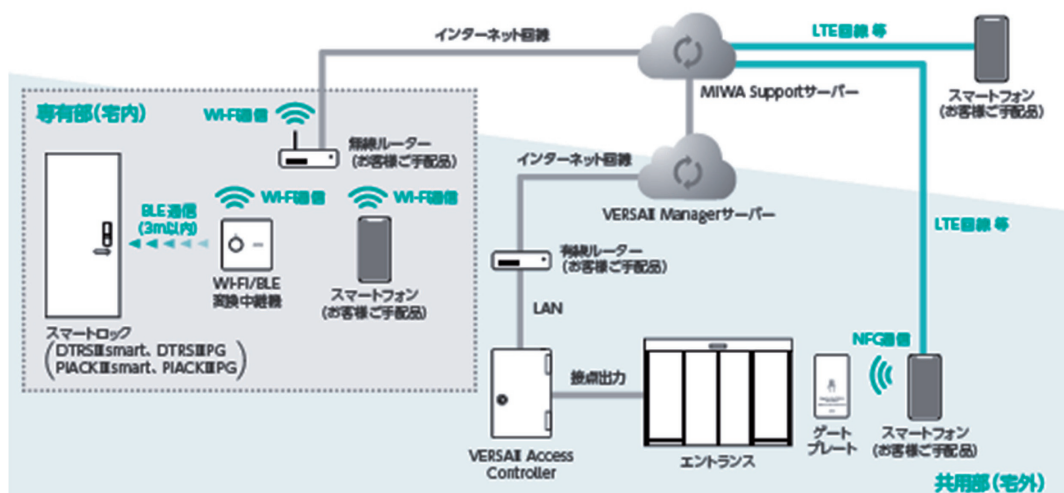 インターネット回線
LTE回線 等
MIWA Supportサーバー
スマートフォン
(お客様ご手配品)
専有部(宅内)
Wi-Fi通信
無線ルーター
(お客様ご手配品)
インターネット回線
VERSAⅡ Managerサーバー
BLE通信
(3m以内)
Wi-Fi通信
Wi-Fi通信
LTE回線 等
有線ルーター
(お客様ご手配品)
Wi-Fi/BLE
変換中継機
スマートフォン
(お客様ご手配品)
LAN
スマートロック
(DTRSⅢsmart、DTRSⅢPG
PiACKⅢsmart、PiACKⅢPG)
NFC通信
接点出力
VERSAⅡ Access
Controller
エントランス
ゲート
プレート
スマートフォン
(お客様ご手配品)
共用部(宅外)